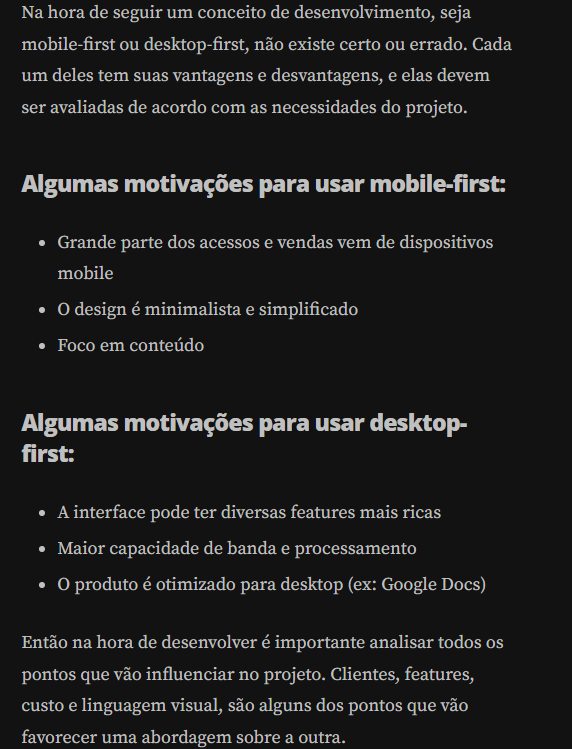 Na hora de seguir um conceito de desenvolvimento, seja
mobile-first ou desktop-first, não existe certo ou errado. Cada
um deles tem suas vantagens e desvantagens, e elas devem
ser avaliadas de acordo com as necessidades do projeto.
Algumas motivações para usar mobile-first:
• Grande parte dos acessos e vendas vem de dispositivos
mobile
• O design é minimalista e simplificado
• Foco em conteúdo
Algumas motivações para usar desktop-
first:
• A interface pode ter diversas features mais ricas
• Maior capacidade de banda e processamento
• O produto é otimizado para desktop (ex: Google Docs)
Então na hora de desenvolver é importante analisar todos os
pontos que vão influenciar no projeto. Clientes, features,
custo e linguagem visual, são alguns dos pontos que vão
favorecer uma abordagem sobre a outra.